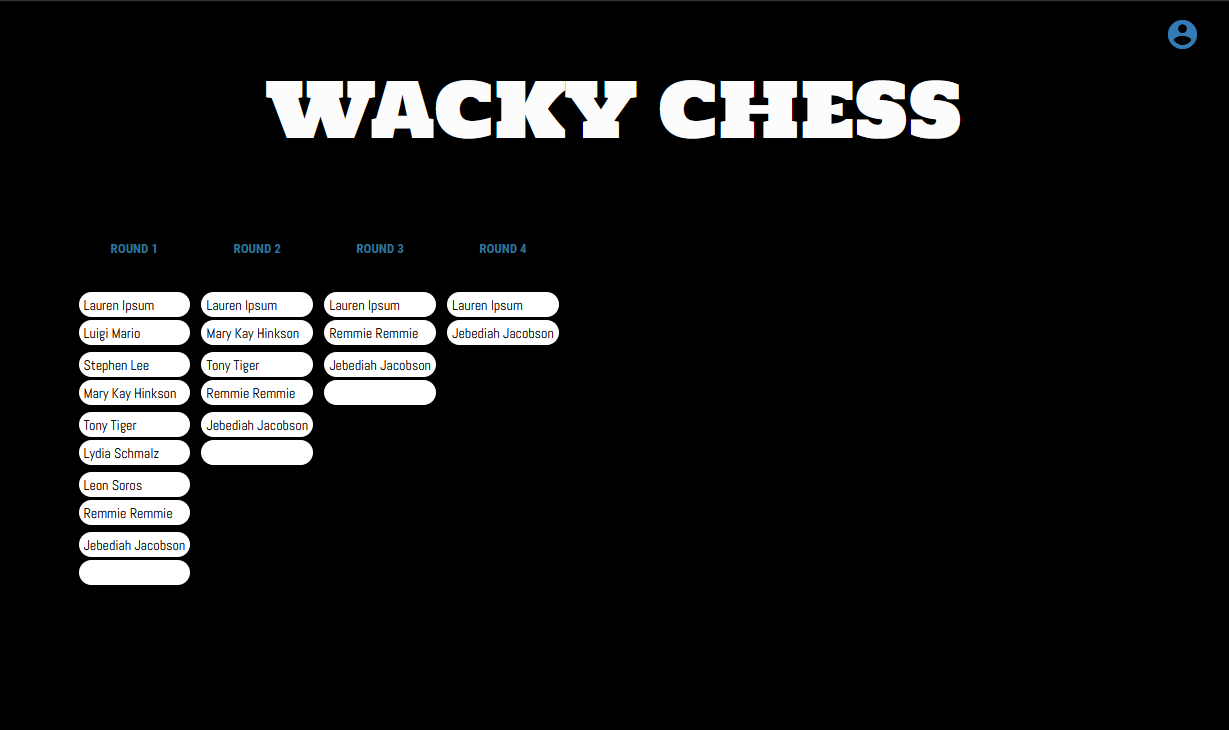 WACKY CHESS
ROUND 1
ROUND 2
ROUND 3
ROUND 4
Lauren Ipsum
Luigi Mario
Stephen Lee
Mary Kay Hinkson
Tony Tiger
Lydia Schmalz
Leon Soros
Remmie Remmie
Jebediah Jacobson
Lauren Ipsum
Mary Kay Hinkson
Tony Tiger
Remmie Remmie
Jebediah Jacobson
Lauren Ipsum
Remmie Remmie
Jebediah Jacobson
Lauren Ipsum
Jebediah Jacobson